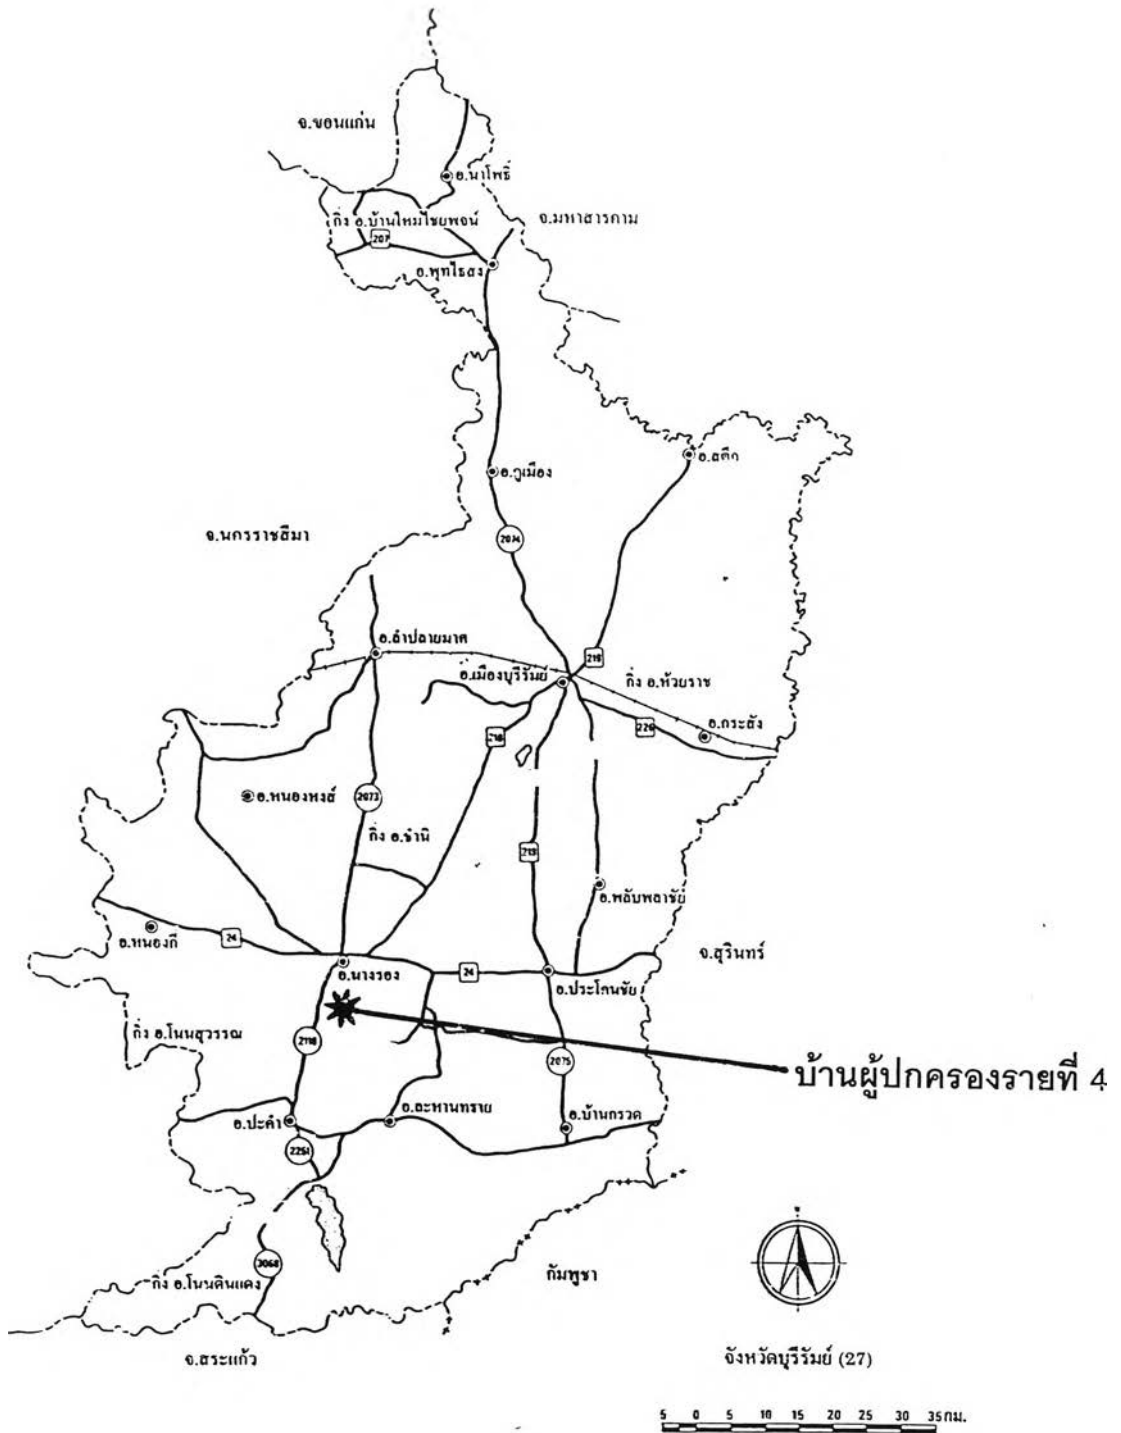 จ.ขอนแก่น
อ.นาโพธิ์
กิ่ง อ.บ้านใหม่ไชยพจน์
จ.มหาสารคาม
207
อ.พุทไธสง
อ.สตึก
อ.คูเมือง
จ.นครราชสีมา
2074
อ.ลำปลายมาศ
219
อ.เมืองบุรีรัมย์
กิ่ง อ.ห้วยราช
อ.กระสัง
226
218
อ.หนองหงส์
2073
กิ่ง อ.ชำนิ
219
อ.พลับพลาชัย
อ.หนองกี่
24
จ.สุรินทร์
อ.นางรอง
24
อ.ประโคนชัย
กิ่ง อ.โนนสุวรรณ
2118
2075
บ้านผู้ปกครองรายที่ 4
อ.ปะคำ
อ.ละหานทราย
อ.บ้านกรวด
2251
3068
กิ่ง อ.โนนดินแดง
กัมพูชา
จ.สระแก้ว
จังหวัดบุรีรัมย์ (27)
5 0 5 10 15 20 25 30 35 กม.